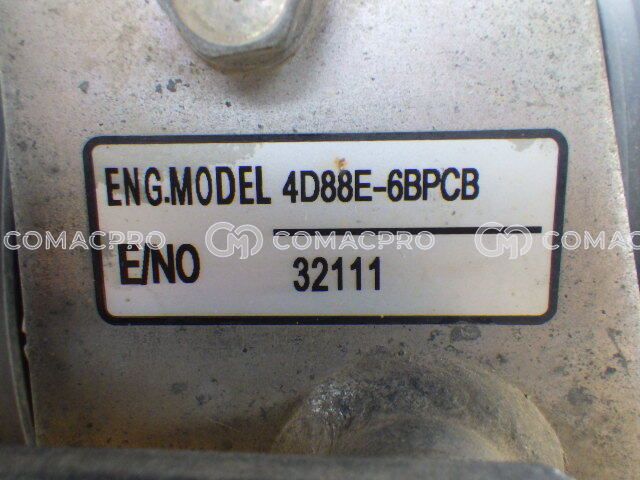 ENG.MODEL 4D88E-6BPCB
COMACPRO COMACPRO COMACPRO
E/NO 32111